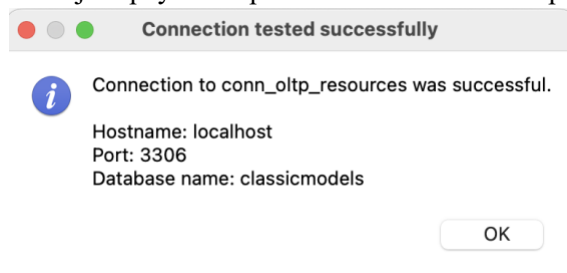 Connection tested successfully
Connection to conn_oltp_resources was successful.
Hostname: localhost
Port: 3306
Database name: classicmodels
OK